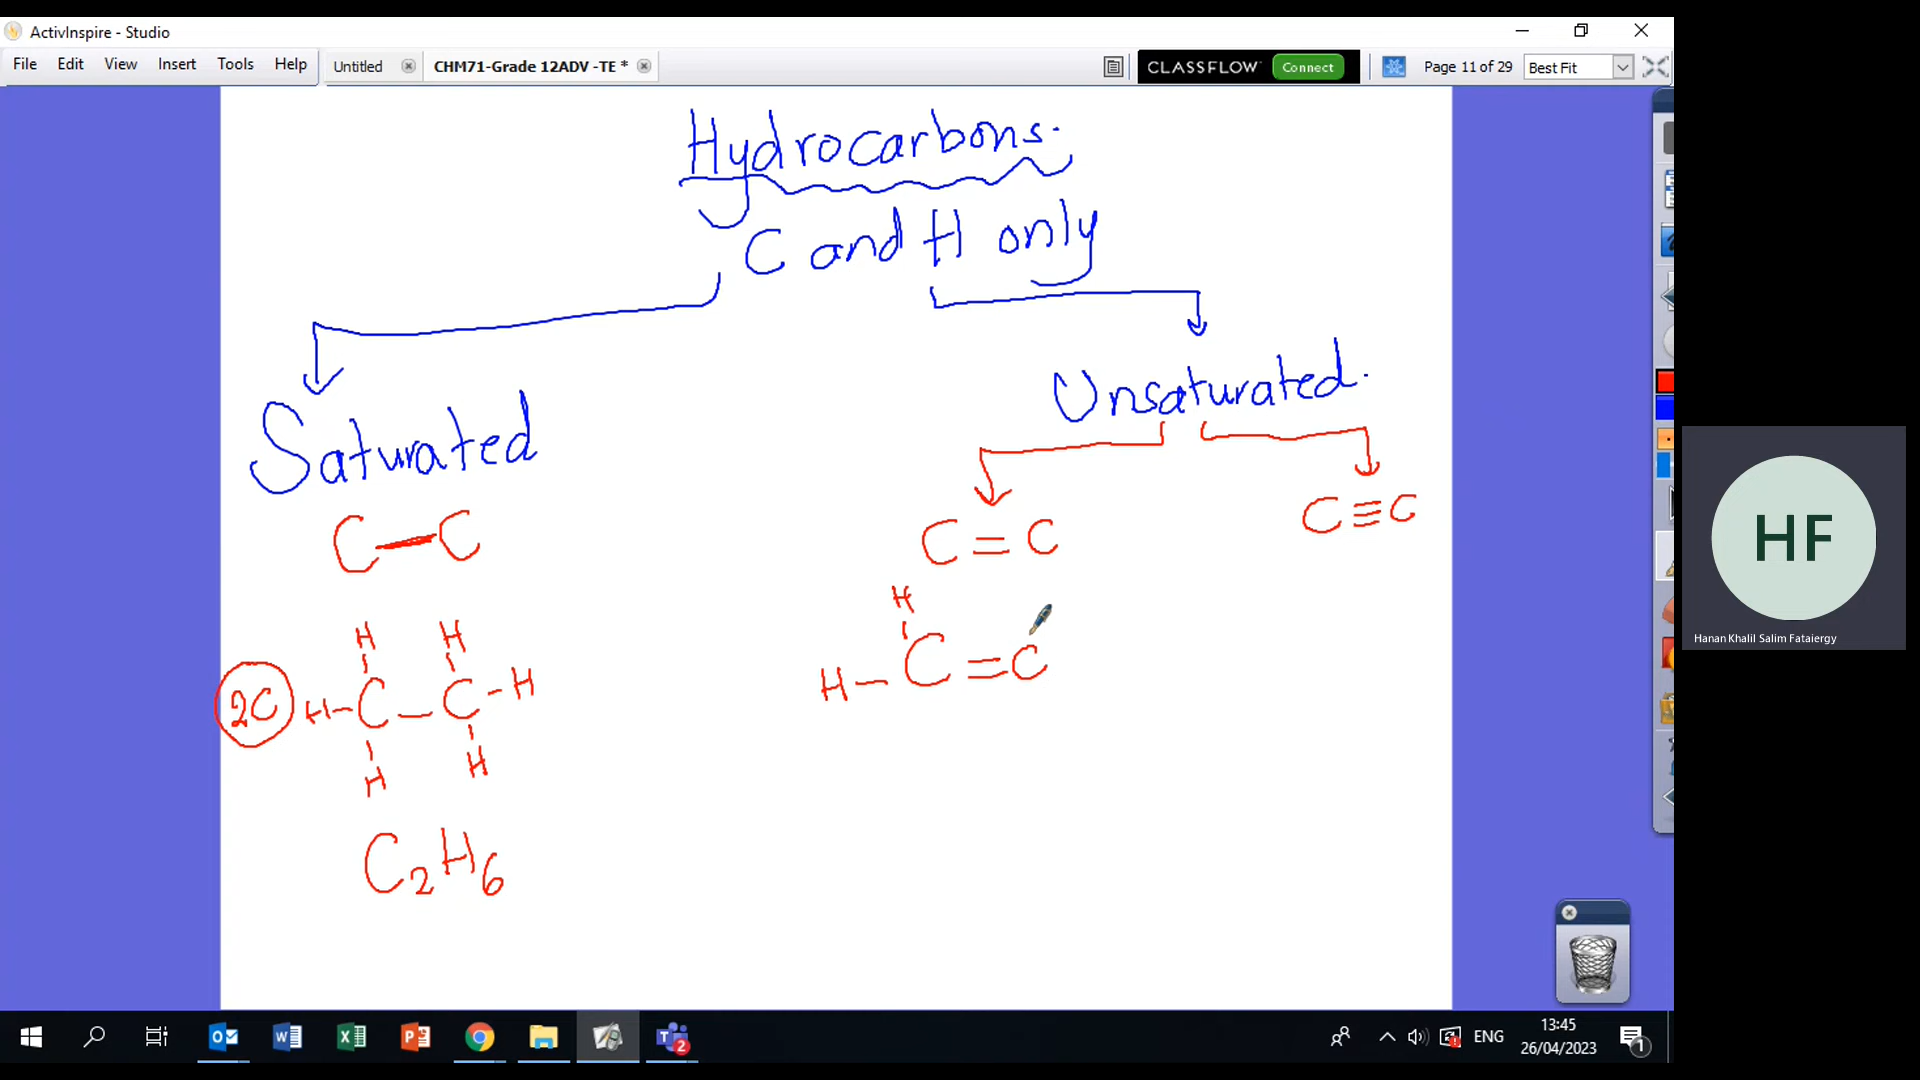 ActivInspire - Studio
File Edit View Insert Tools Help
Untitled
CHM71-Grade 12ADV -TE *
CLASSFLOW Connect
Page 11 of 29
Best Fit
Hydrocarbons.
C and H only
Saturated
Unsaturated.
C—C
C=C
C≡C
H H
2C H-C-C-H
H H
C₂H₆
H
H-C=C
HF
Hanan Khalil Salim Fataiergy
2
ENG
13:45
26/04/2023
1